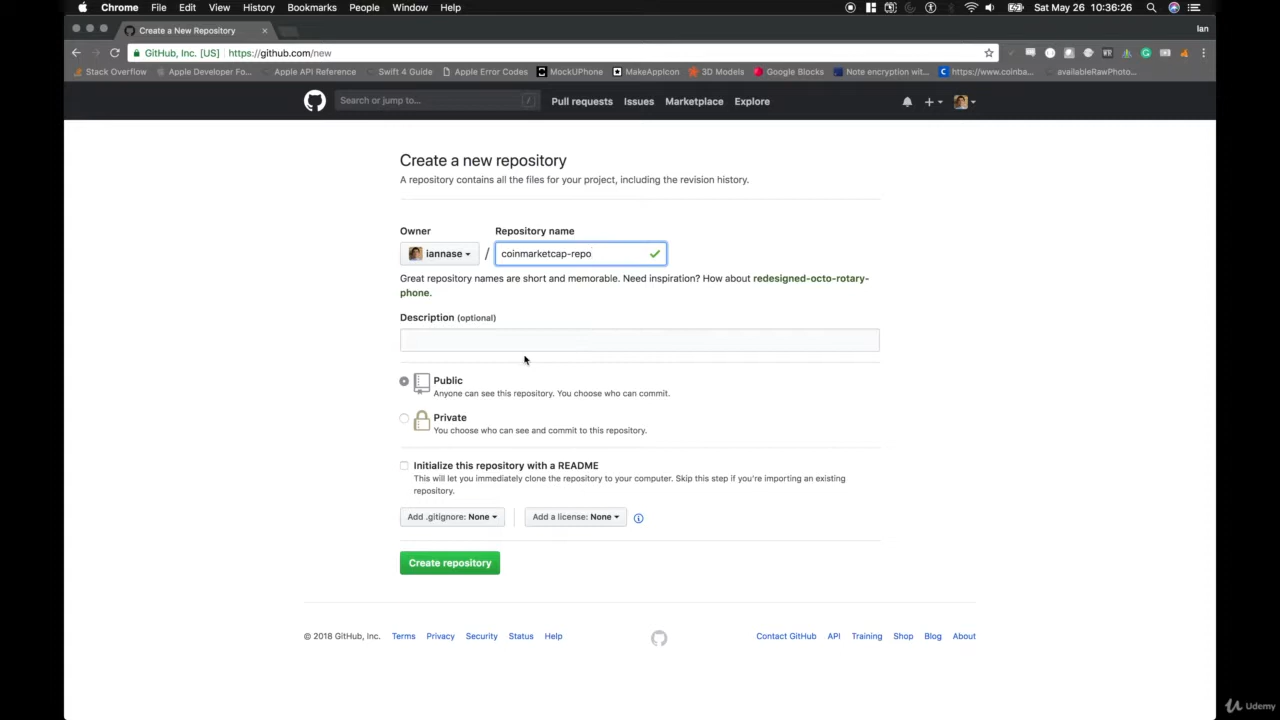 Chrome File Edit View History Bookmarks People Window Help Sat May 26 10:36:26
Create a New Repository Ian
GitHub, Inc. [US] https://github.com/new
Stack Overflow Apple Developer Fo... Apple API Reference Swift 4 Guide Apple Error Codes MockUPhone MakeAppIcon 3D Models Google Blocks Note encryption wit... https://www.coinba... availableRawPhoto...
Search or jump to... / Pull requests Issues Marketplace Explore
Create a new repository
A repository contains all the files for your project, including the revision history.
Owner Repository name
iannase / coinmarketcap-repo
Great repository names are short and memorable. Need inspiration? How about redesigned-octo-rotary-
phone.
Description (optional)
Public
Anyone can see this repository. You choose who can commit.
Private
You choose who can see and commit to this repository.
Initialize this repository with a README
This will let you immediately clone the repository to your computer. Skip this step if you're importing an existing
repository.
Add .gitignore: None Add a license: None
Create repository
© 2018 GitHub, Inc. Terms Privacy Security Status Help Contact GitHub API Training Shop Blog About
Udemy